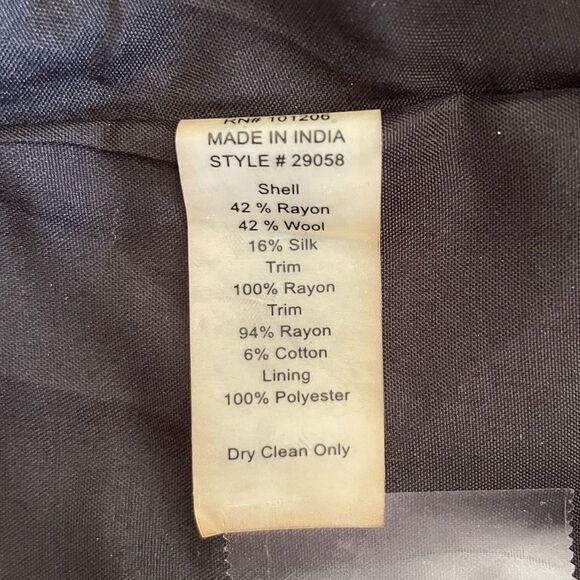 RN# 101206
MADE IN INDIA
STYLE # 29058
Shell
42 % Rayon
42 % Wool
16% Silk
Trim
100% Rayon
Trim
94% Rayon
6% Cotton
Lining
100% Polyester
Dry Clean Only